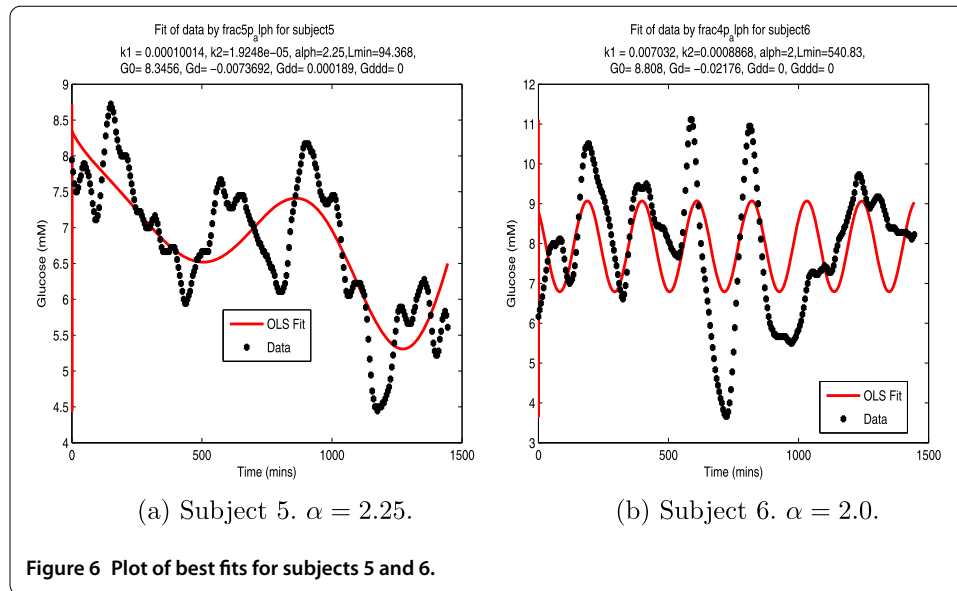 Fit of data by frac5p_alph for subject5
k1 = 0.00010014, k2=1.9248e−05, alph=2.25,Lmin=94.368,
G0= 8.3456, Gd= −0.0073692, Gdd= 0.000189, Gddd= 0
9
8.5
8
7.5
7
6.5
6
5.5
5
4.5
4
Glucose (mM)
OLS Fit
Data
0
500
1000
1500
Time (mins)
(a) Subject 5. α = 2.25.
Fit of data by frac4p_alph for subject6
k1 = 0.007032, k2=0.0008868, alph=2,Lmin=540.83,
G0= 8.808, Gd= −0.02176, Gdd= 0, Gddd= 0
12
11
10
9
8
7
6
5
4
3
2
Glucose (mM)
OLS Fit
Data
0
500
1000
1500
Time (mins)
(b) Subject 6. α = 2.0.
Figure 6 Plot of best fits for subjects 5 and 6.